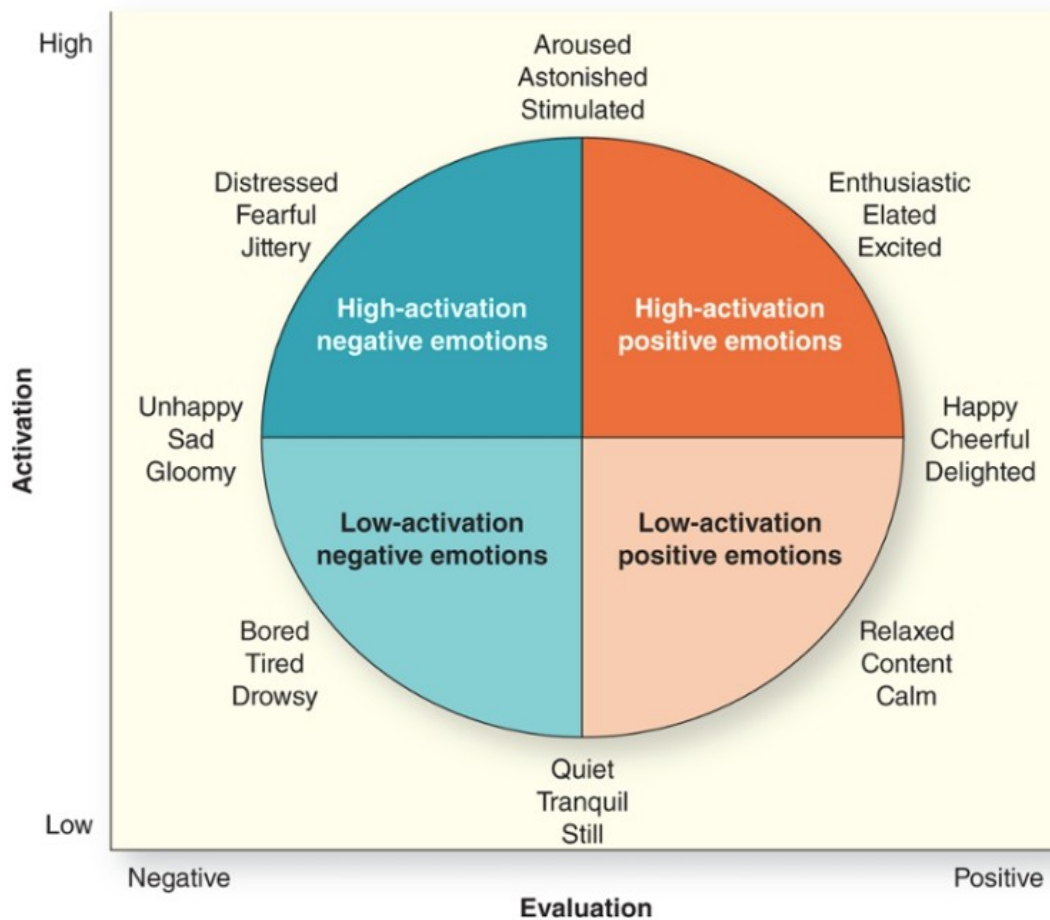 High
Aroused
Astonished
Stimulated
Distressed
Fearful
Jittery
Enthusiastic
Elated
Excited
High-activation
negative emotions
High-activation
positive emotions
Activation
Unhappy
Sad
Gloomy
Happy
Cheerful
Delighted
Low-activation
negative emotions
Low-activation
positive emotions
Bored
Tired
Drowsy
Relaxed
Content
Calm
Quiet
Tranquil
Still
Low
Negative
Positive
Evaluation